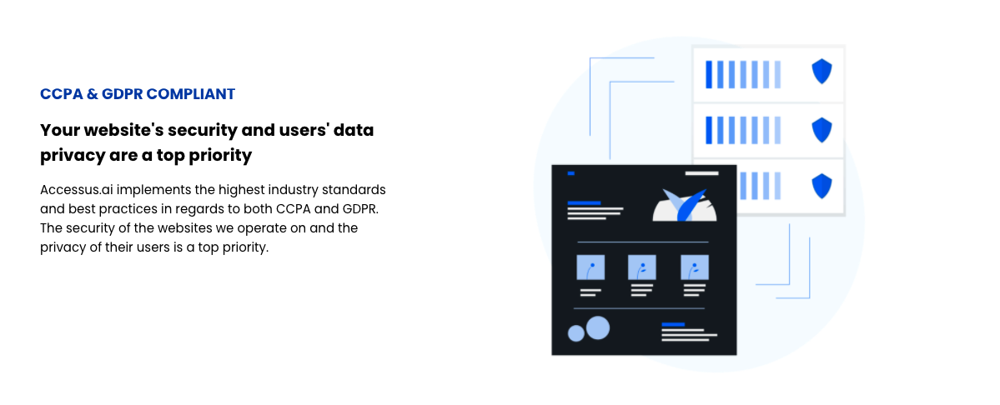 CCPA & GDPR COMPLIANT
Your website's security and users' data
privacy are a top priority
Accessus.ai implements the highest industry standards
and best practices in regards to both CCPA and GDPR.
The security of the websites we operate on and the
privacy of their users is a top priority.